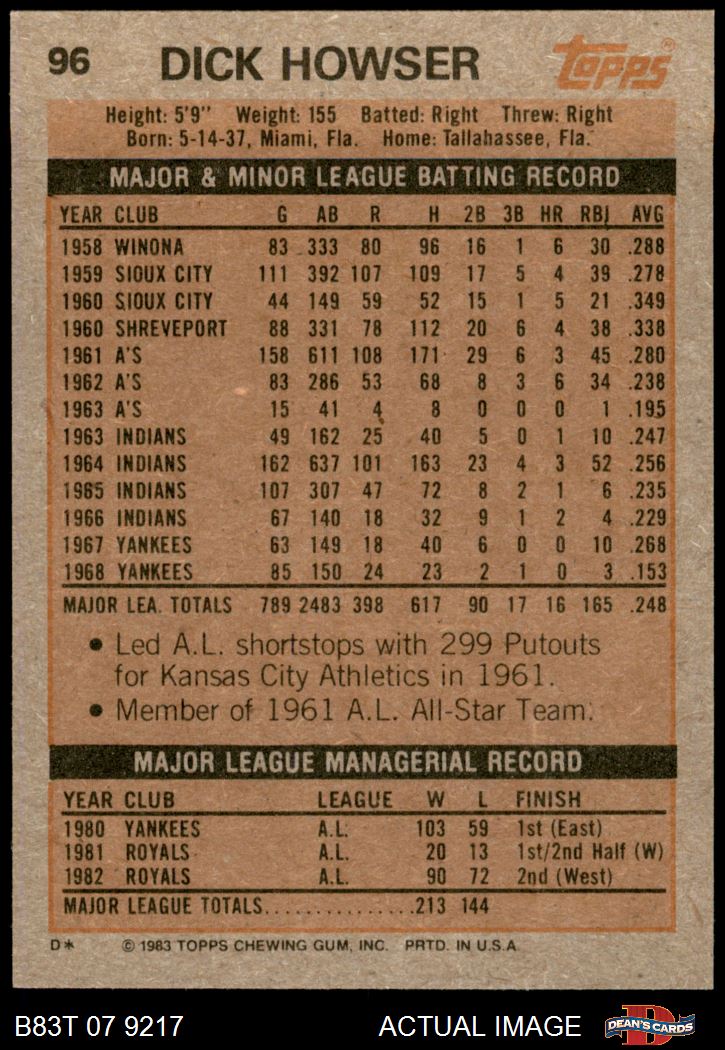 96 DICK HOWSER Topps®
Height: 5'9" Weight: 155 Batted: Right Threw: Right
Born: 5-14-37, Miami, Fla. Home: Tallahassee, Fla.
MAJOR & MINOR LEAGUE BATTING RECORD
YEAR CLUB G AB R H 2B 3B HR RBI AVG
1958 WINONA 83 333 80 96 16 1 6 30 .288
1959 SIOUX CITY 111 392 107 109 17 5 4 39 .278
1960 SIOUX CITY 44 149 59 52 15 1 5 21 .349
1960 SHREVEPORT 88 331 78 112 20 6 4 38 .338
1961 A'S 158 611 108 171 29 6 3 45 .280
1962 A'S 83 286 53 68 8 3 6 34 .238
1963 A'S 15 41 4 8 0 0 0 1 .195
1963 INDIANS 49 162 25 40 5 0 1 10 .247
1964 INDIANS 162 637 101 163 23 4 3 52 .256
1965 INDIANS 107 307 47 72 8 2 1 6 .235
1966 INDIANS 67 140 18 32 9 1 2 4 .229
1967 YANKEES 63 149 18 40 6 0 0 10 .268
1968 YANKEES 85 150 24 23 2 1 0 3 .153
MAJOR LEA. TOTALS 789 2483 398 617 90 17 16 165 .248
• Led A.L. shortstops with 299 Putouts
for Kansas City Athletics in 1961.
• Member of 1961 A.L. All-Star Team.
MAJOR LEAGUE MANAGERIAL RECORD
YEAR CLUB LEAGUE W L FINISH
1980 YANKEES A.L. 103 59 1st (East)
1981 ROYALS A.L. 20 13 1st/2nd Half (W)
1982 ROYALS A.L. 90 72 2nd (West)
MAJOR LEAGUE TOTALS...............213 144
D* © 1983 TOPPS CHEWING GUM, INC. PRTD. IN U.S.A.
B83T 07 9217 ACTUAL IMAGE D DEAN'S CARDS